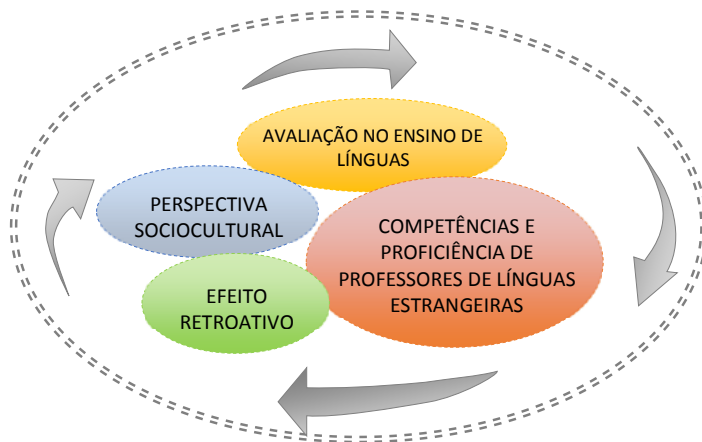 AVALIAÇÃO NO ENSINO DE
LÍNGUAS
PERSPECTIVA
SOCIOCULTURAL
COMPETÊNCIAS E
PROFICIÊNCIA DE
PROFESSORES DE LÍNGUAS
ESTRANGEIRAS
EFEITO
RETROATIVO